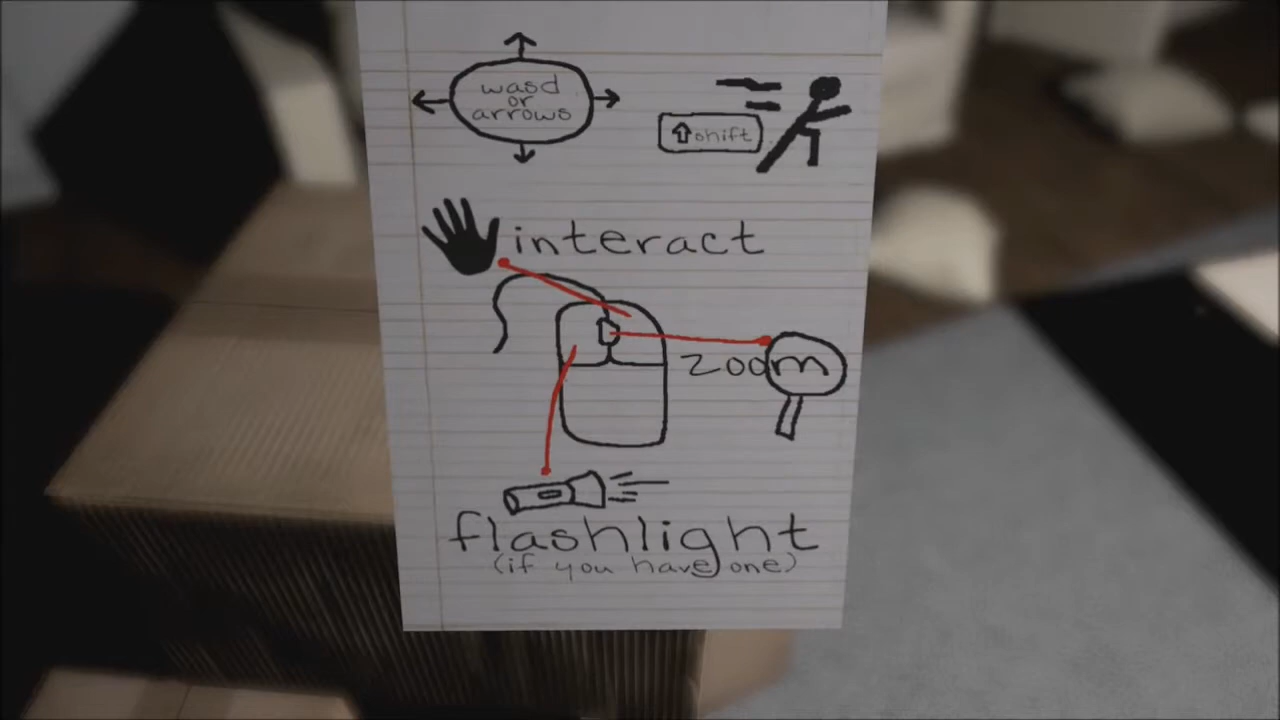 wasd
or
arrows
shift
interact
zoom
flashlight
(if you have one)